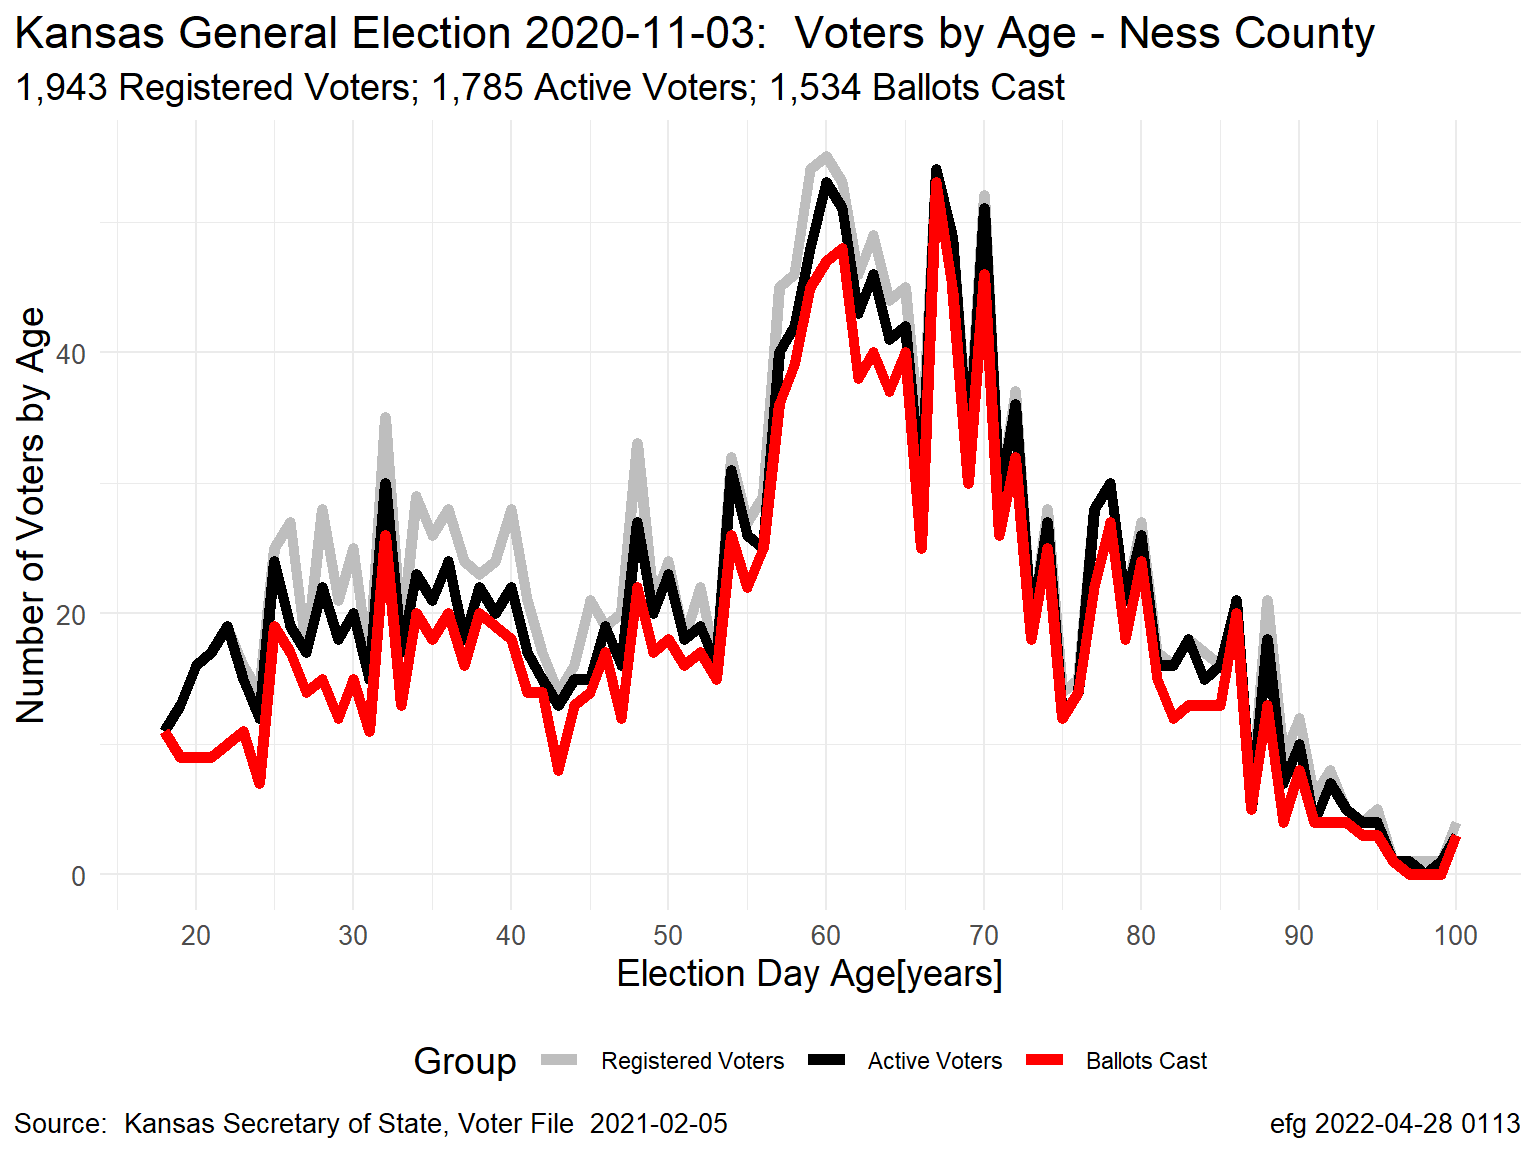 Kansas General Election 2020-11-03:  Voters by Age - Ness County
1,943 Registered Voters; 1,785 Active Voters; 1,534 Ballots Cast
Number of Voters by Age
40
20
0
20 30 40 50 60 70 80 90 100
Election Day Age[years]
Group Registered Voters Active Voters Ballots Cast
Source:  Kansas Secretary of State, Voter File  2021-02-05
efg 2022-04-28 0113